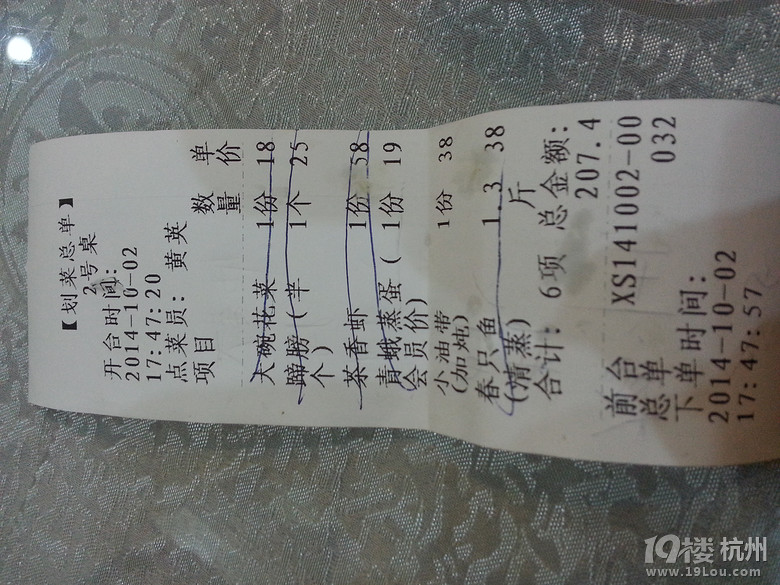 【划菜总单】
2号桌
开台时间:
2014-10-02
17:47:20
点菜员: 黄英
项目 数量 单价
大碗花菜 1份 18
蹄膀(半个) 1个 25
茶香虾 1份 58
青蛾蒸蛋(会员价) 1份 19
小油带(加炖) 1份 38
春只鱼(清蒸) 1.3斤 38
合计: 6项 总金额:
207.4
前台 XS141002-00
总单 032
下单时间:
2014-10-02
17:47:57
19楼 杭州
www.19Lou.com